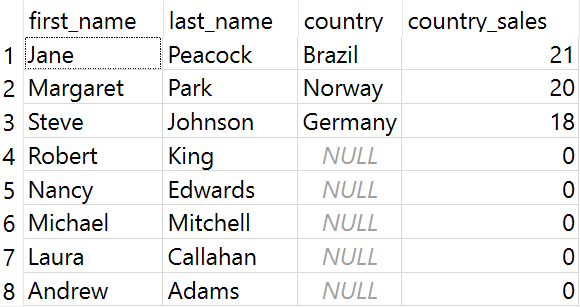 first_name last_name country country_sales
1 Jane Peacock Brazil 21
2 Margaret Park Norway 20
3 Steve Johnson Germany 18
4 Robert King NULL 0
5 Nancy Edwards NULL 0
6 Michael Mitchell NULL 0
7 Laura Callahan NULL 0
8 Andrew Adams NULL 0